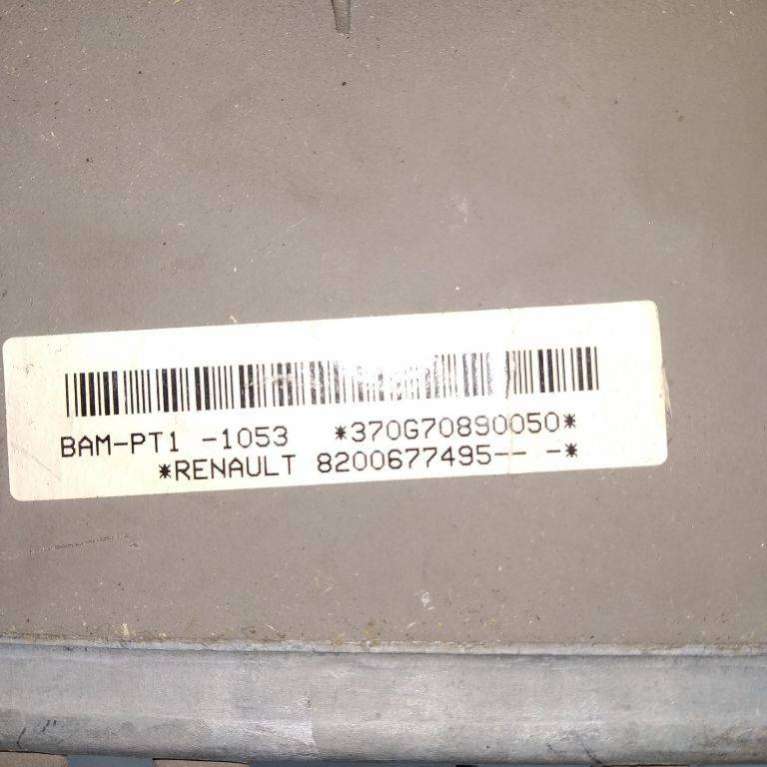 BAM-PT1 -1053 *370G70890050*
*RENAULT 8200677495-- -*